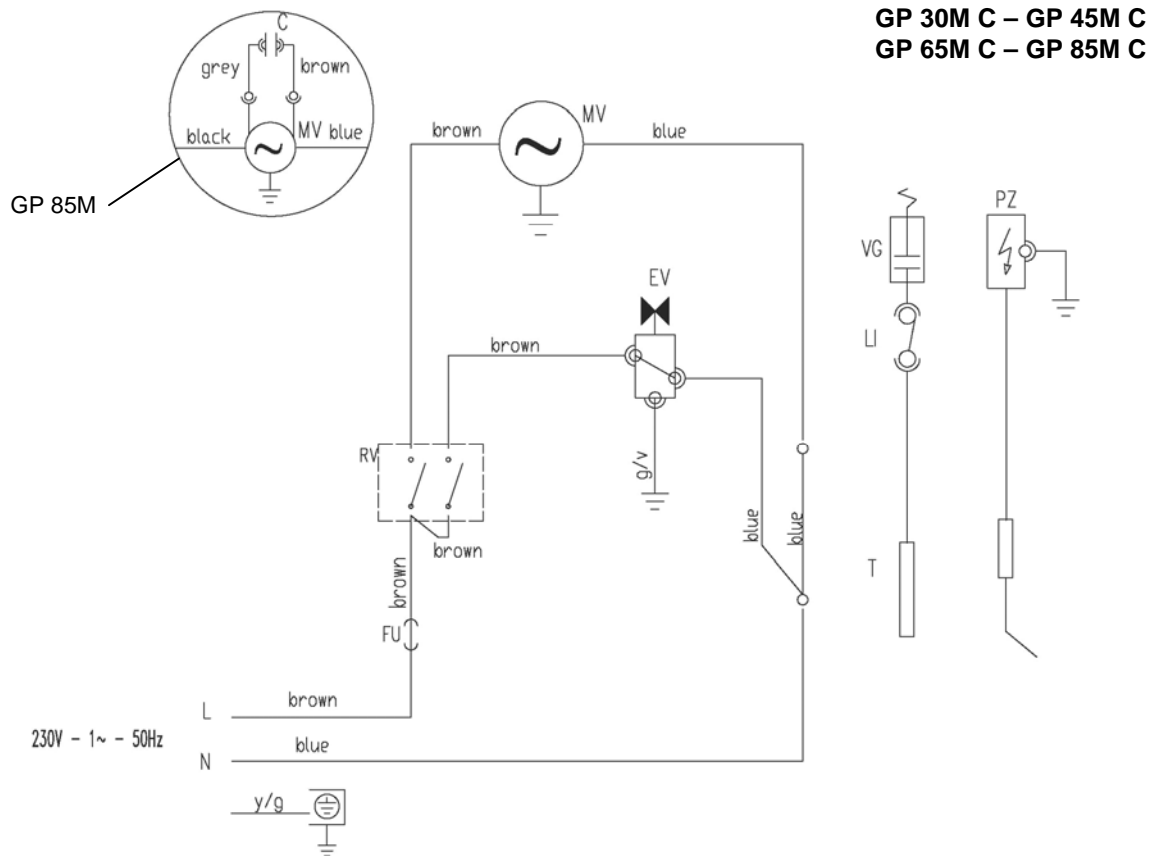 GP 30M C – GP 45M C
GP 65M C – GP 85M C
C
grey
brown
black
MV
blue
GP 85M
brown
MV
blue
PZ
VG
EV
LI
brown
RV
g/v
blue
blue
brown
brown
T
FU
L
brown
230V - 1~ - 50Hz
blue
N
y/g